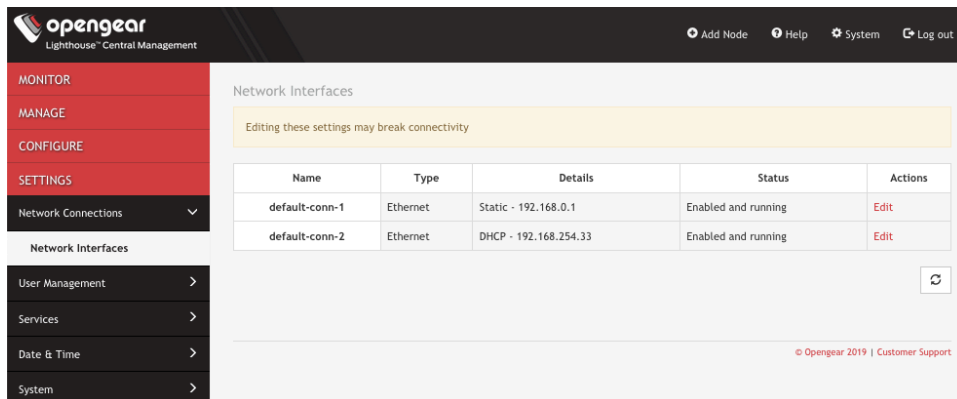 opengear
Lighthouse™ Central Management
Add Node Help System Log out
MONITOR
MANAGE
CONFIGURE
SETTINGS
Network Connections
Network Interfaces
User Management
Services
Date & Time
System
Network Interfaces
Editing these settings may break connectivity
Name Type Details Status Actions
default-conn-1 Ethernet Static - 192.168.0.1 Enabled and running Edit
default-conn-2 Ethernet DHCP - 192.168.254.33 Enabled and running Edit
© Opengear 2019 | Customer Support